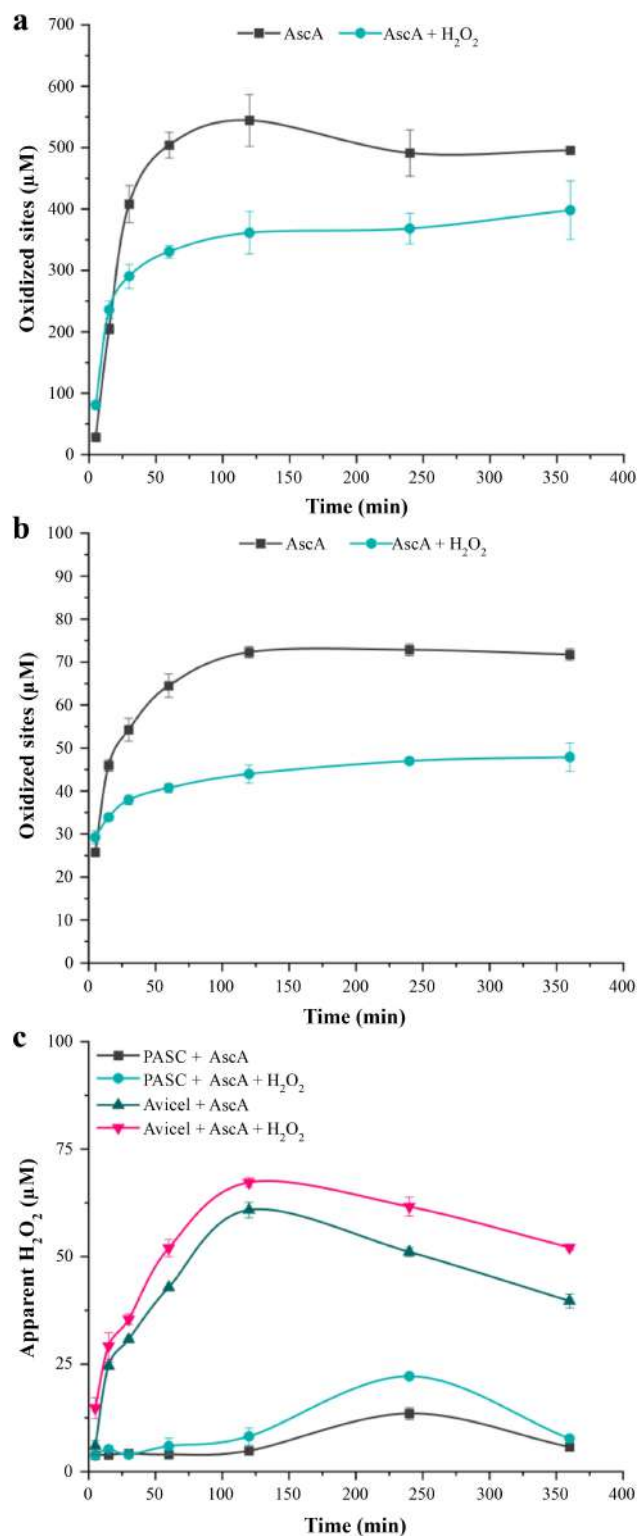 a
AscA AscA + H₂O₂
700
600
500
400
300
200
100
0
Oxidized sites (µM)
0 50 100 150 200 250 300 350 400
Time (min)
b
AscA AscA + H₂O₂
100
90
80
70
60
50
40
30
20
10
0
Oxidized sites (µM)
0 50 100 150 200 250 300 350 400
Time (min)
c
PASC + AscA
PASC + AscA + H₂O₂
Avicel + AscA
Avicel + AscA + H₂O₂
100
75
50
25
0
Apparent H₂O₂ (µM)
0 50 100 150 200 250 300 350 400
Time (min)